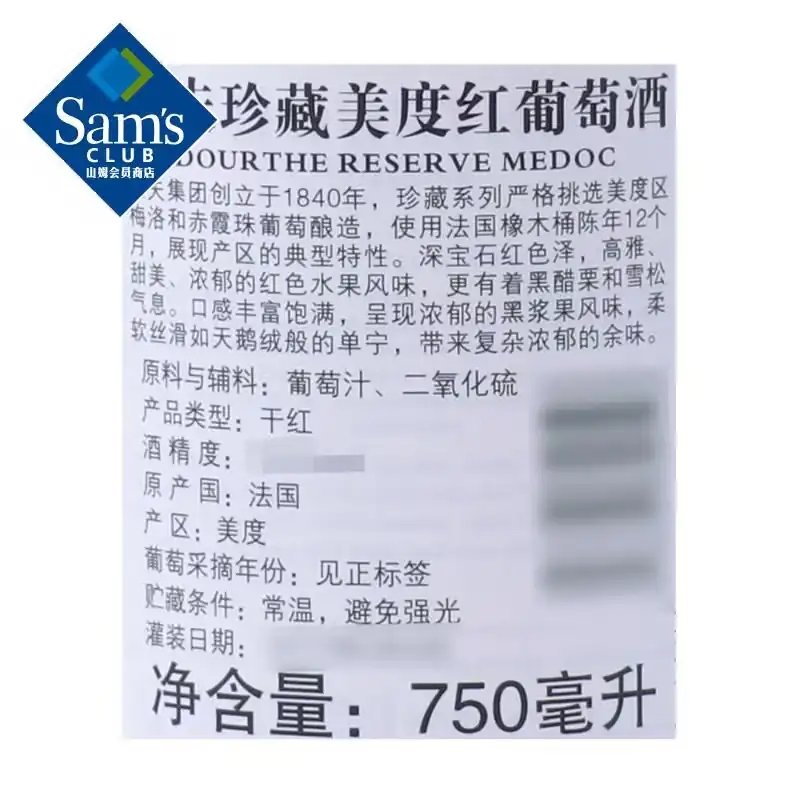 Sam's
CLUB
山姆会员商店
珍藏美度红葡萄酒
DOURTHE RESERVE MEDOC
天集团创立于1840年，珍藏系列严格挑选美度区
梅洛和赤霞珠葡萄酿造，使用法国橡木桶陈年12个
月，展现产区的典型特性。深宝石红色泽，高雅、
甜美、浓郁的红色水果风味，更有着黑醋栗和雪松
气息。口感丰富饱满，呈现浓郁的黑浆果风味，柔
软丝滑如天鹅绒般的单宁，带来复杂浓郁的余味。
原料与辅料：葡萄汁、二氧化硫
产品类型：干红
酒精度：
原产国：法国
产区：美度
葡萄采摘年份：见正标签
贮藏条件：常温，避免强光
灌装日期：
净含量：750毫升